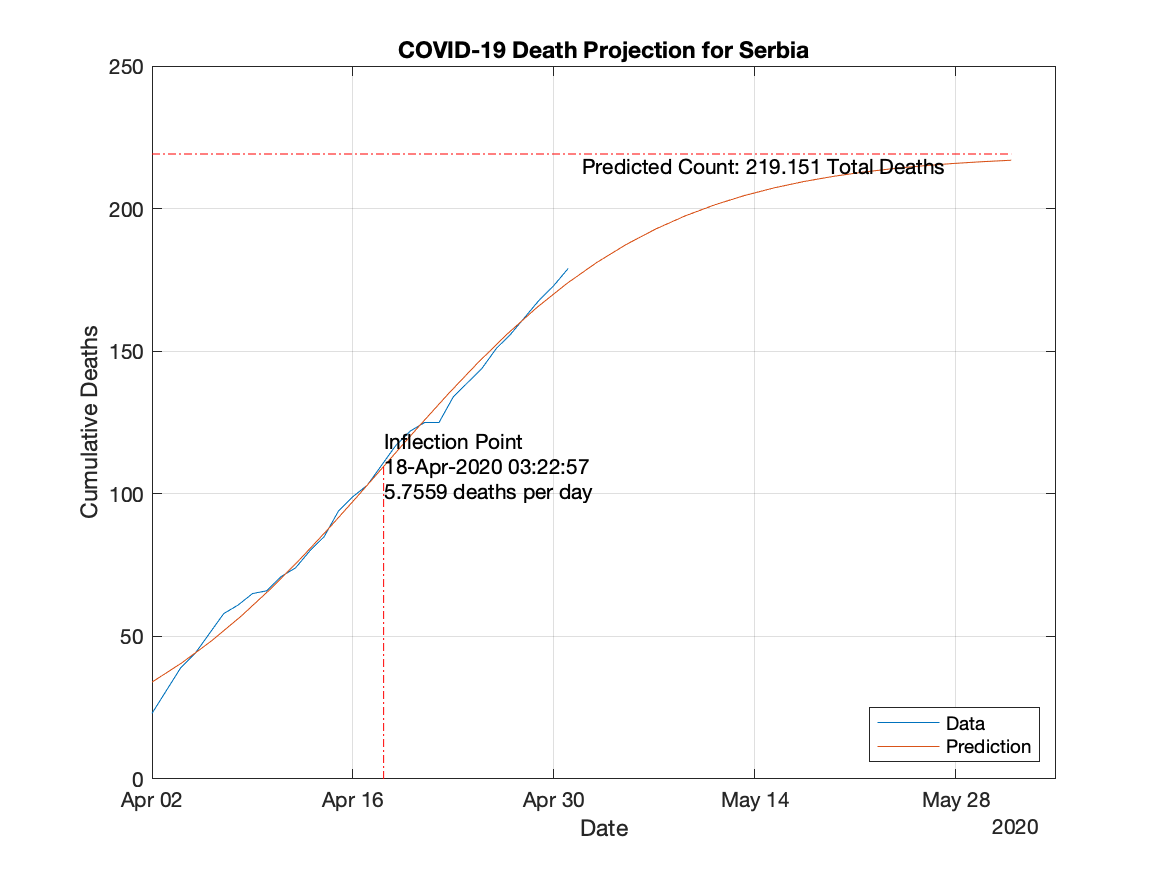 COVID-19 Death Projection for Serbia
250
200
150
100
50
0
Cumulative Deaths
Predicted Count: 219.151 Total Deaths
Inflection Point
18-Apr-2020 03:22:57
5.7559 deaths per day
Data
Prediction
Apr 02
Apr 16
Apr 30
May 14
May 28
Date
2020